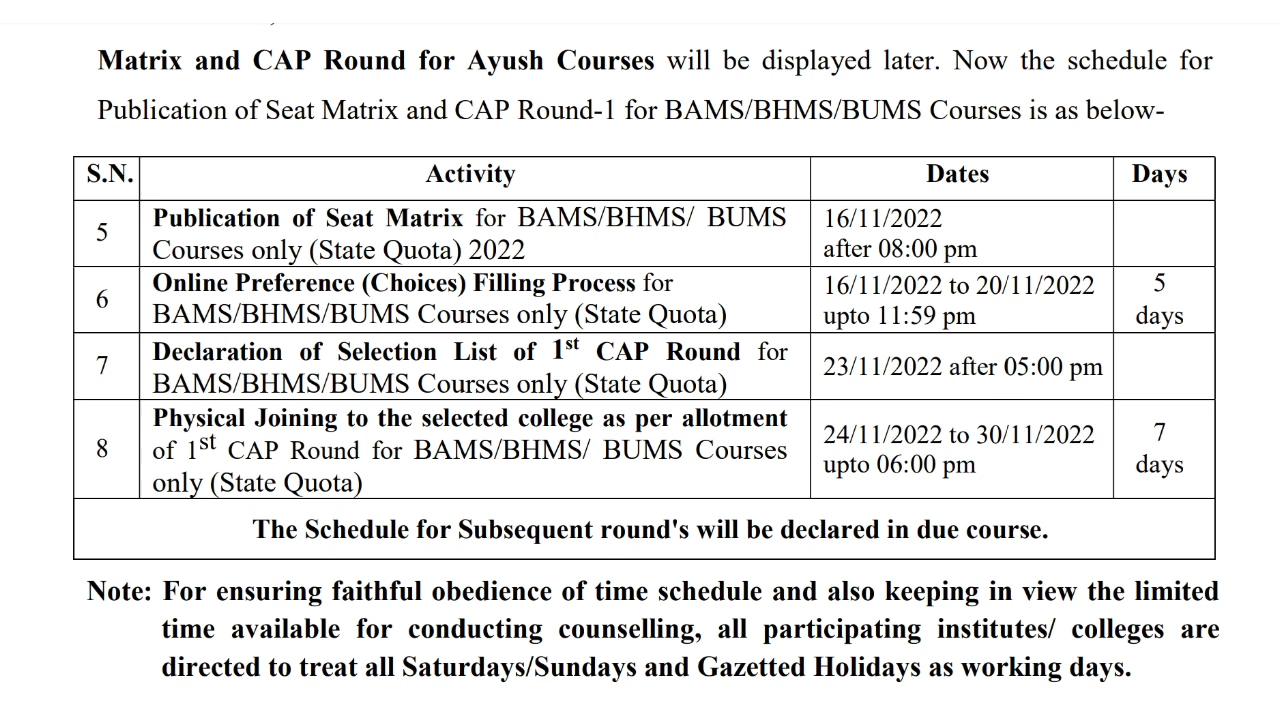 Matrix and CAP Round for Ayush Courses will be displayed later. Now the schedule for
Publication of Seat Matrix and CAP Round-1 for BAMS/BHMS/BUMS Courses is as below-
S.N. Activity Dates Days
5 Publication of Seat Matrix for BAMS/BHMS/ BUMS
Courses only (State Quota) 2022
16/11/2022
after 08:00 pm
6 Online Preference (Choices) Filling Process for
BAMS/BHMS/BUMS Courses only (State Quota)
16/11/2022 to 20/11/2022
upto 11:59 pm
5
days
7 Declaration of Selection List of 1st CAP Round for
BAMS/BHMS/BUMS Courses only (State Quota)
23/11/2022 after 05:00 pm
8 Physical Joining to the selected college as per allotment
of 1st CAP Round for BAMS/BHMS/ BUMS Courses
only (State Quota)
24/11/2022 to 30/11/2022
upto 06:00 pm
7
days
The Schedule for Subsequent round's will be declared in due course.
Note: For ensuring faithful obedience of time schedule and also keeping in view the limited
time available for conducting counselling, all participating institutes/ colleges are
directed to treat all Saturdays/Sundays and Gazetted Holidays as working days.